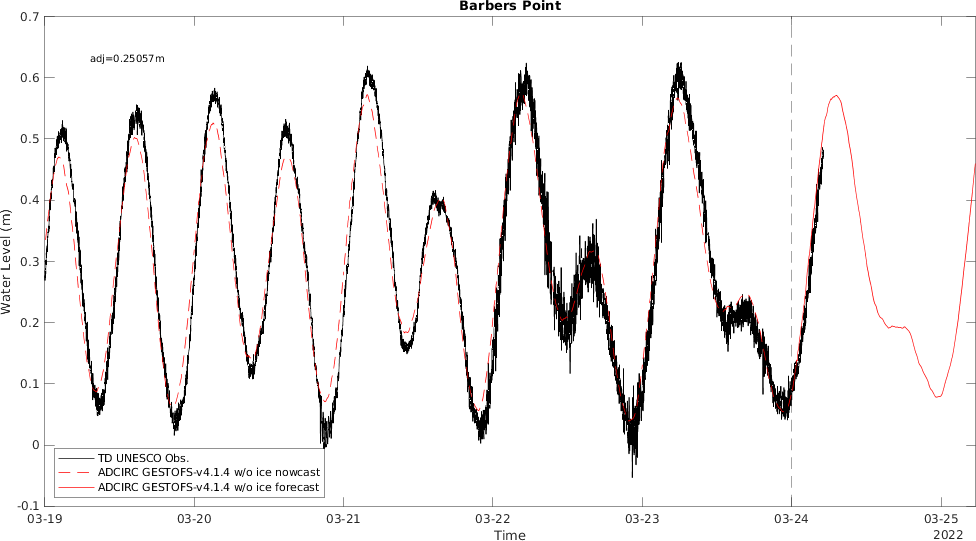 Barbers Point
adj=0.25057m
0.7
0.6
0.5
0.4
0.3
0.2
0.1
0
-0.1
Water Level (m)
TD UNESCO Obs.
ADCIRC GESTOFS-v4.1.4 w/o ice nowcast
ADCIRC GESTOFS-v4.1.4 w/o ice forecast
03-19 03-20 03-21 03-22 03-23 03-24 03-25
Time
2022